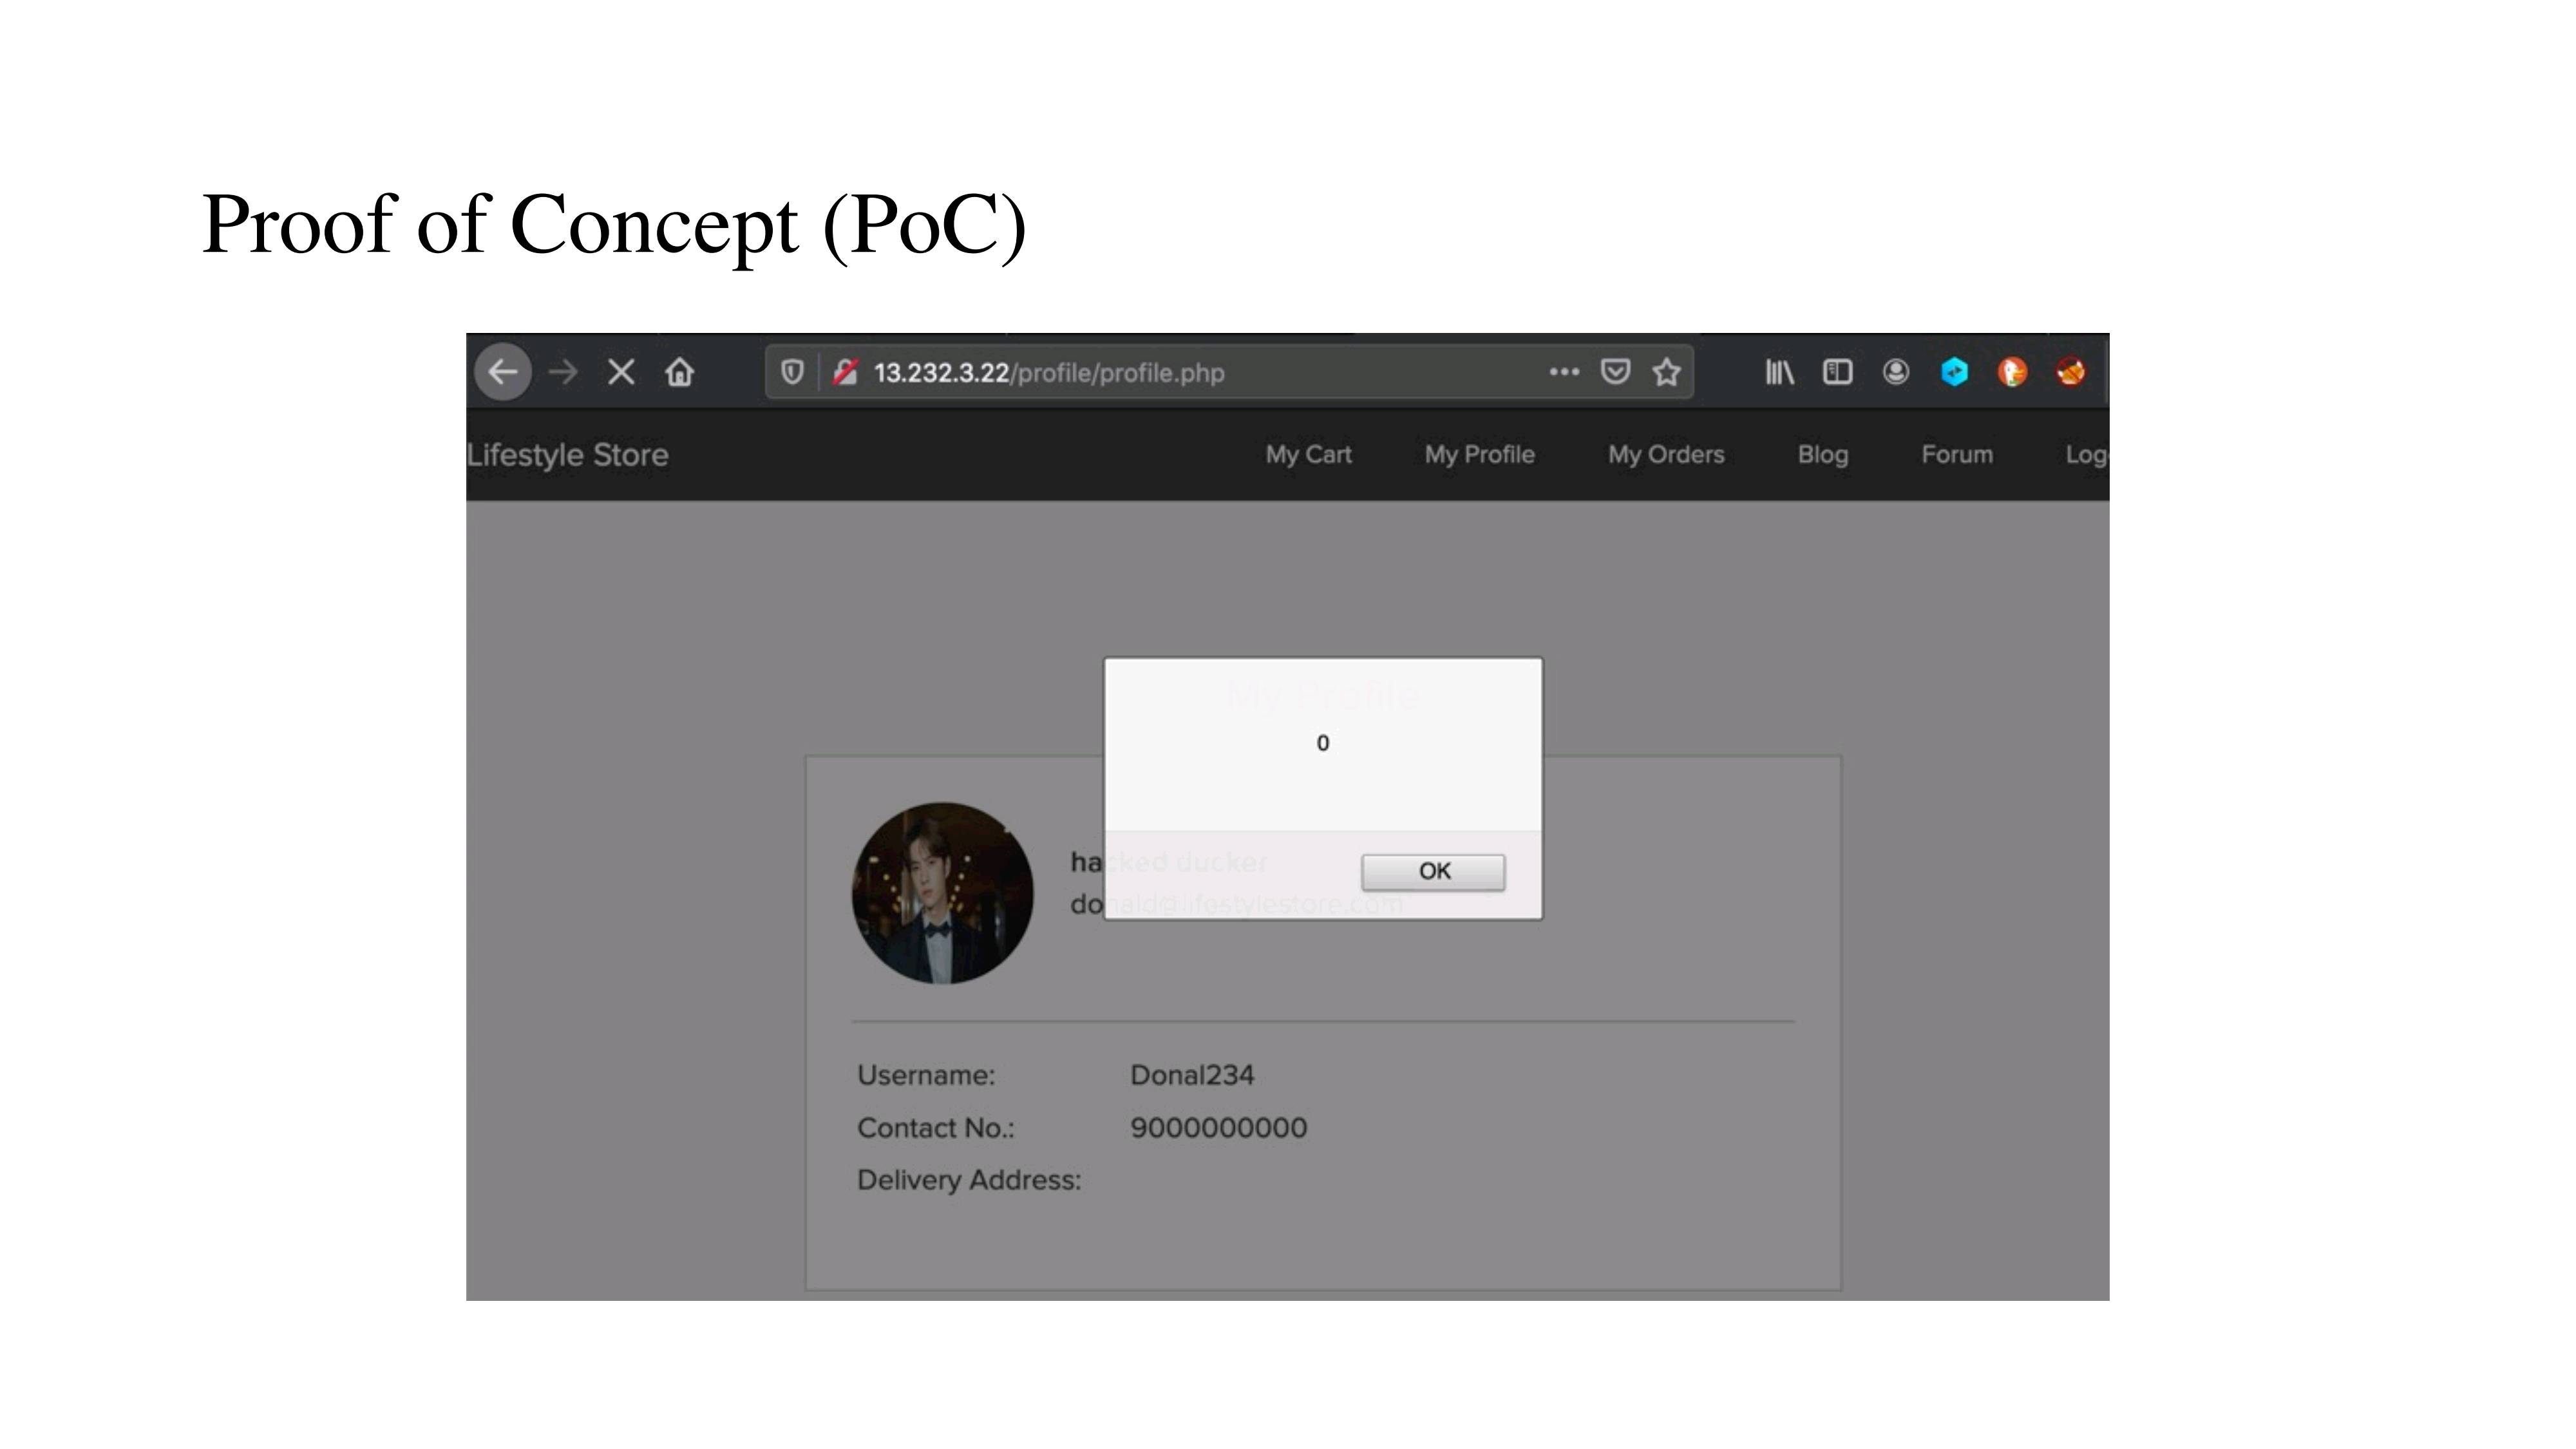 Proof of Concept (PoC)
13.232.3.22/profile/profile.php
Lifestyle Store
My Cart
My Profile
My Orders
Blog
Forum
Log
My Profile
0
hacked ducker
OK
donald@lifestylestore.com
Username: Donal234
Contact No.: 9000000000
Delivery Address: